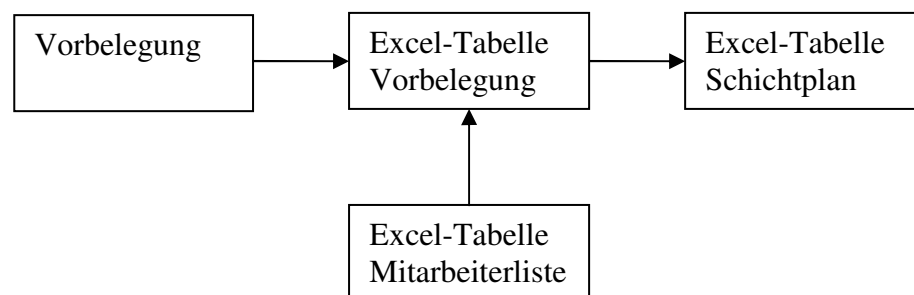 Vorbelegung
Excel-Tabelle
Vorbelegung
Excel-Tabelle
Schichtplan
Excel-Tabelle
Mitarbeiterliste